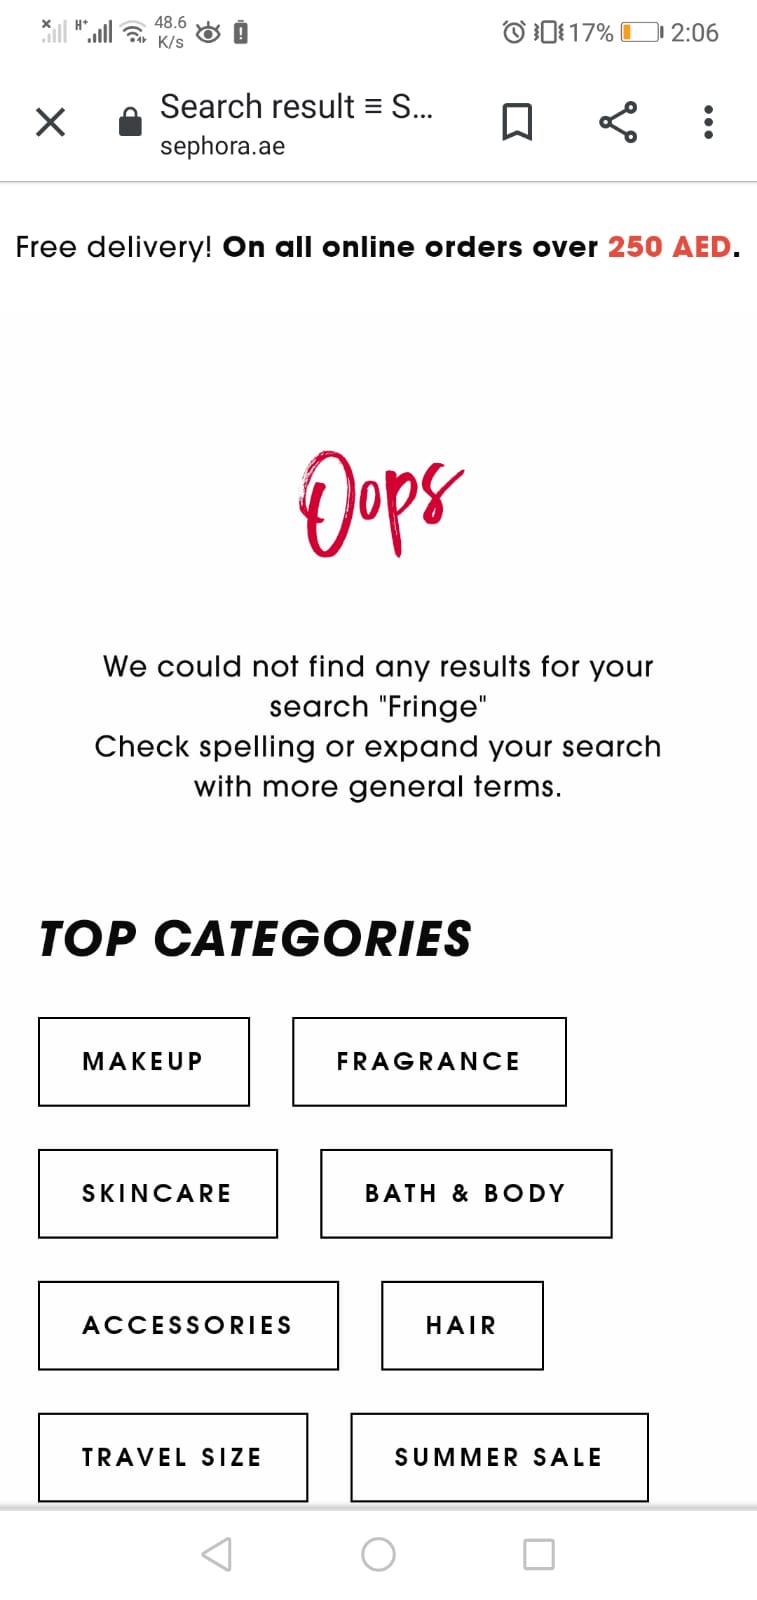 48.6
K/s
H+
17%
2:06
Search result ≡ S...
sephora.ae
Free delivery! On all online orders over 250 AED.
Oops
We could not find any results for your
search "Fringe"
Check spelling or expand your search
with more general terms.
TOP CATEGORIES
MAKEUP
FRAGRANCE
SKINCARE
BATH & BODY
ACCESSORIES
HAIR
TRAVEL SIZE
SUMMER SALE